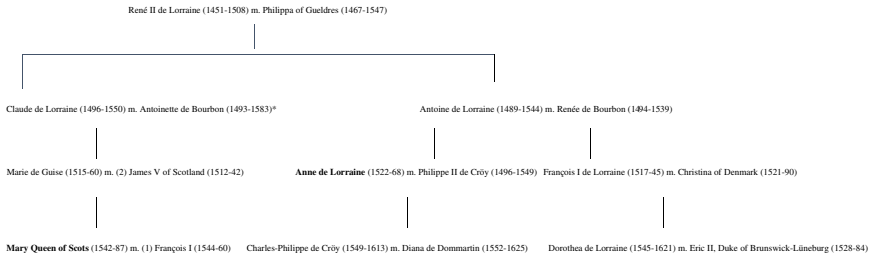 René II de Lorraine (1451-1508) m. Philippa of Gueldres (1467-1547)
Claude de Lorraine (1496-1550) m. Antoinette de Bourbon (1493-1583)*
Antoine de Lorraine (1489-1544) m. Renée de Bourbon (1494-1539)
Marie de Guise (1515-60) m. (2) James V of Scotland (1512-42)
Anne de Lorraine (1522-68) m. Philippe II de Cröy (1496-1549)
François I de Lorraine (1517-45) m. Christina of Denmark (1521-90)
Mary Queen of Scots (1542-87) m. (1) François I (1544-60)
Charles-Philippe de Cröy (1549-1613) m. Diana de Dommartin (1552-1625)
Dorothea de Lorraine (1545-1621) m. Eric II, Duke of Brunswick-Lüneburg (1528-84)